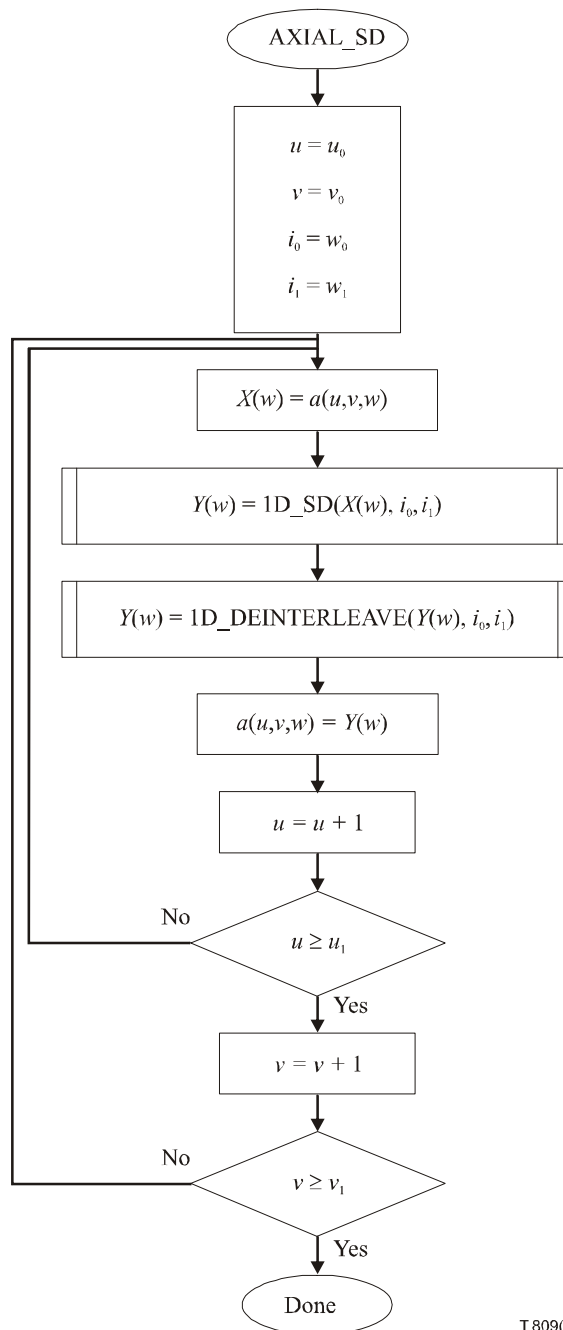 AXIAL_SD
u = u₀
v = v₀
i₀ = w₀
i₁ = w₁
X(w) = a(u,v,w)
Y(w) = 1D_SD(X(w), i₀, i₁)
Y(w) = 1D_DEINTERLEAVE(Y(w), i₀, i₁)
a(u,v,w) = Y(w)
u = u + 1
No
u ≥ u₁
Yes
v = v + 1
No
v ≥ v₁
Yes
Done